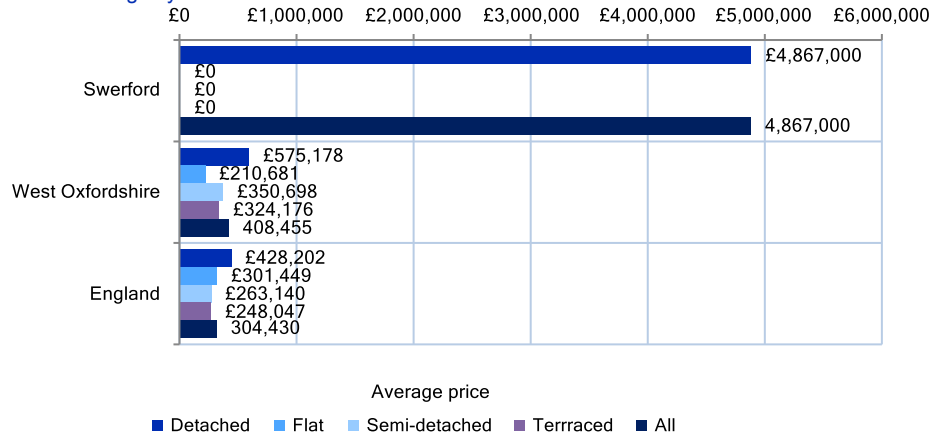 £0 £1,000,000 £2,000,000 £3,000,000 £4,000,000 £5,000,000 £6,000,000
£4,867,000
£0
Swerford £0
£0
4,867,000
£575,178
£210,681
West Oxfordshire £350,698
£324,176
408,455
£428,202
£301,449
England £263,140
£248,047
304,430
Average price
Detached Flat Semi-detached Terrraced All